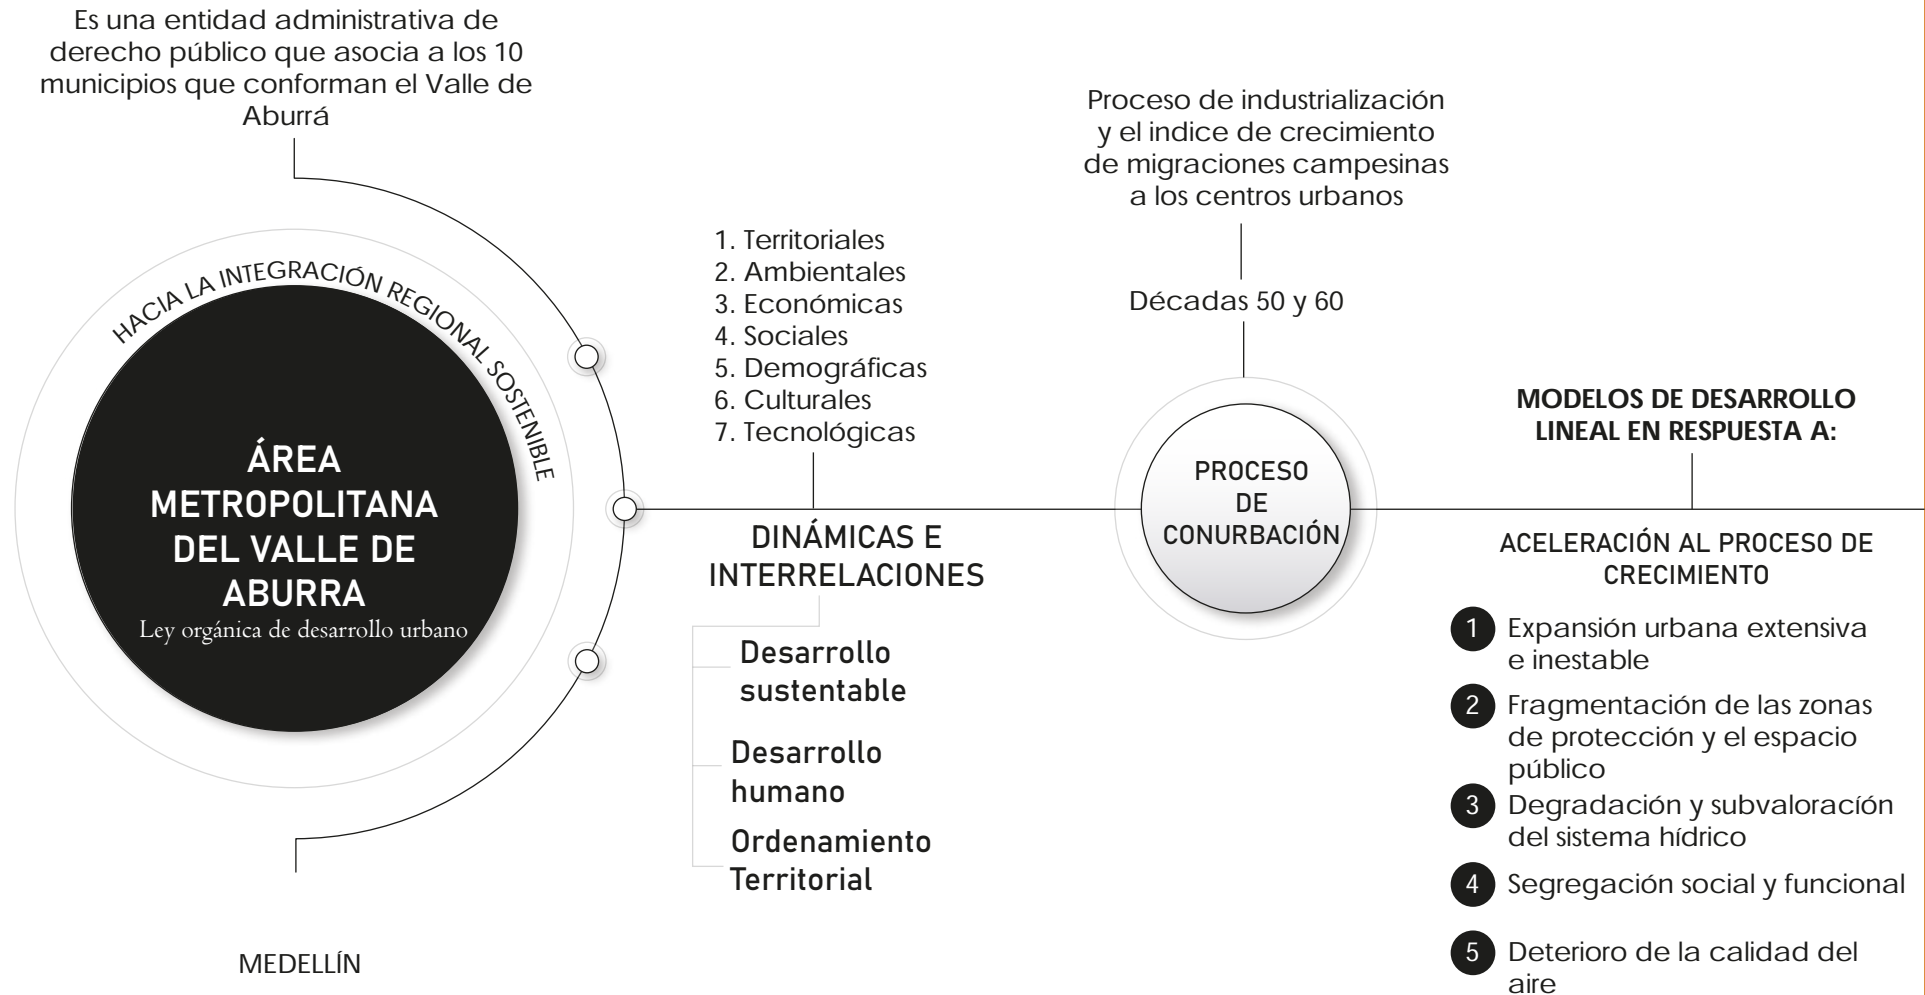 Es una entidad administrativa de
derecho público que asocia a los 10
municipios que conforman el Valle de
Aburrá
HACIA LA INTEGRACIÓN REGIONAL SOSTENIBLE
ÁREA
METROPOLITANA
DEL VALLE DE
ABURRA
Ley orgánica de desarrollo urbano
MEDELLÍN
1. Territoriales
2. Ambientales
3. Económicas
4. Sociales
5. Demográficas
6. Culturales
7. Tecnológicas
DINÁMICAS E
INTERRELACIONES
Desarrollo
sustentable
Desarrollo
humano
Ordenamiento
Territorial
Proceso de industrialización
y el indice de crecimiento
de migraciones campesinas
a los centros urbanos
Décadas 50 y 60
PROCESO
DE
CONURBACIÓN
MODELOS DE DESARROLLO
LINEAL EN RESPUESTA A:
ACELERACIÓN AL PROCESO DE
CRECIMIENTO
1 Expansión urbana extensiva
e inestable
2 Fragmentación de las zonas
de protección y el espacio
público
3 Degradación y subvaloracíón
del sistema hídrico
4 Segregación social y funcional
5 Deterioro de la calidad del
aire